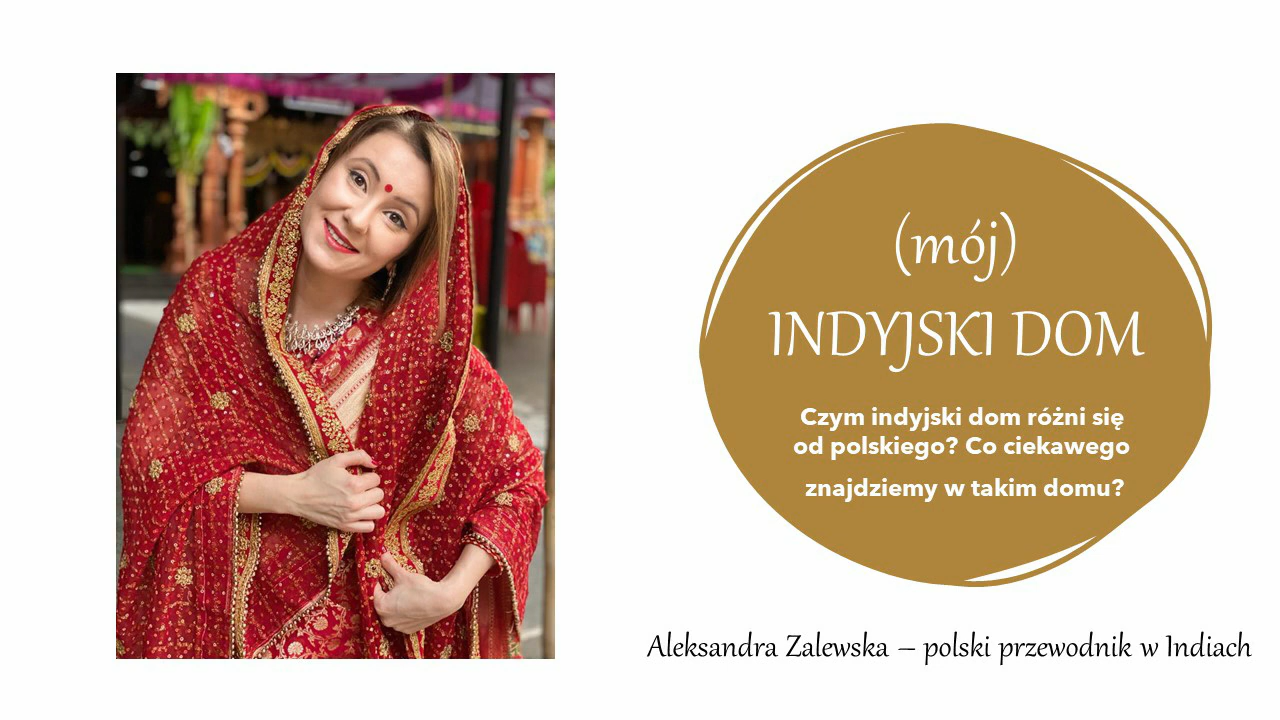 (mój)
INDYJSKI DOM
Czym indyjski dom różni się
od polskiego? Co ciekawego
znajdziemy w takim domu?
Aleksandra Zalewska – polski przewodnik w Indiach